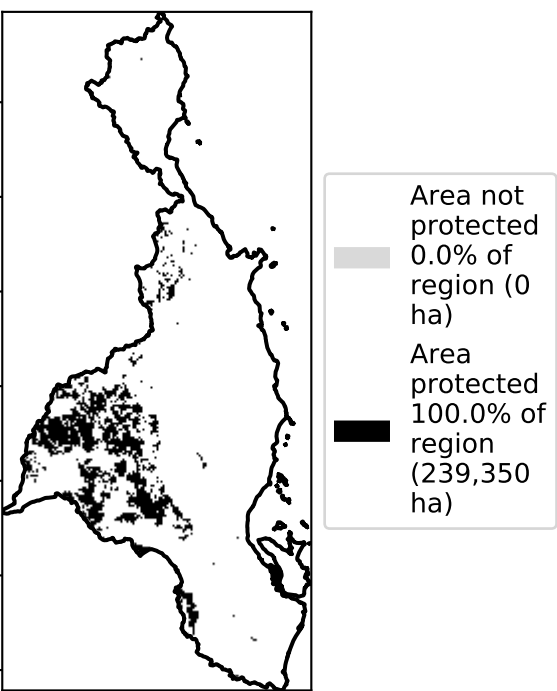 Area not
protected
0.0% of
region (0
ha)
Area
protected
100.0% of
region
(239,350
ha)